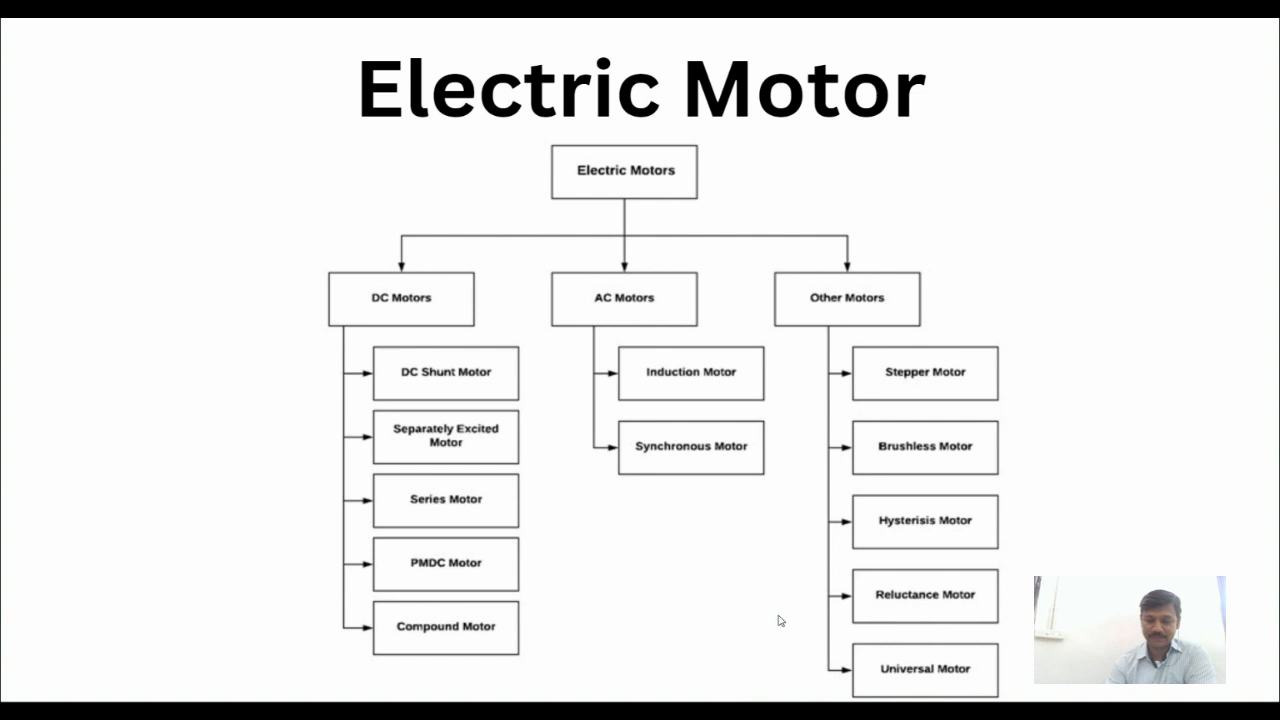 Electric Motor
Electric Motors
DC Motors
AC Motors
Other Motors
DC Shunt Motor
Separately Excited
Motor
Series Motor
PMDC Motor
Compound Motor
Induction Motor
Synchronous Motor
Stepper Motor
Brushless Motor
Hysterisis Motor
Reluctance Motor
Universal Motor